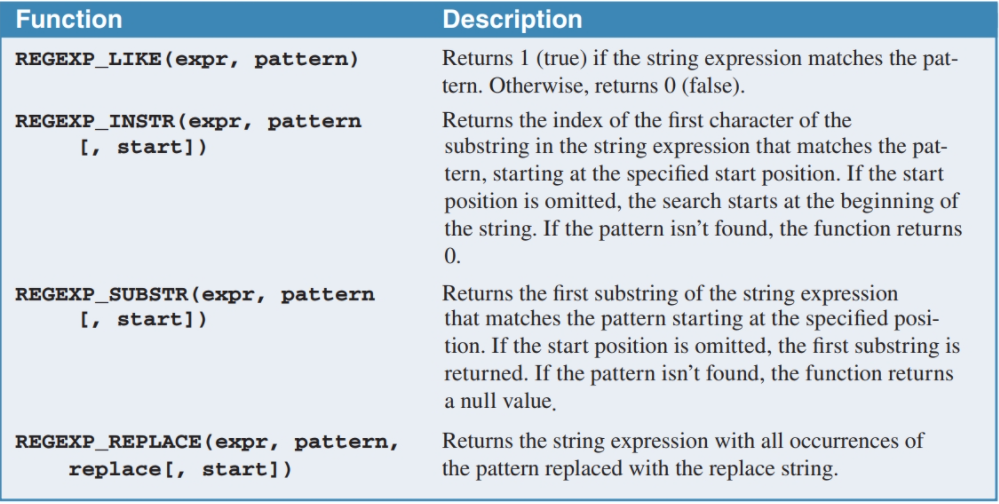 Function Description
REGEXP_LIKE(expr, pattern) Returns 1 (true) if the string expression matches the pat-
tern. Otherwise, returns 0 (false).
REGEXP_INSTR(expr, pattern Returns the index of the first character of the
[, start]) substring in the string expression that matches the pat-
tern, starting at the specified start position. If the start
position is omitted, the search starts at the beginning of
the string. If the pattern isn’t found, the function returns
0.
REGEXP_SUBSTR(expr, pattern Returns the first substring of the string expression
[, start]) that matches the pattern starting at the specified posi-
tion. If the start position is omitted, the first substring is
returned. If the pattern isn’t found, the function returns
a null value.
REGEXP_REPLACE(expr, pattern, Returns the string expression with all occurrences of
replace[, start]) the pattern replaced with the replace string.